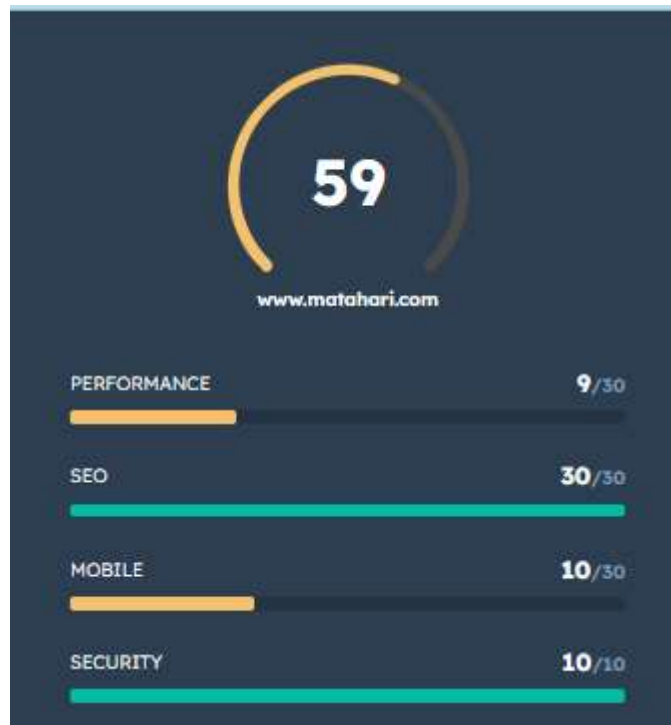 59
www.matahari.com
PERFORMANCE 9/30
SEO 30/30
MOBILE 10/30
SECURITY 10/10